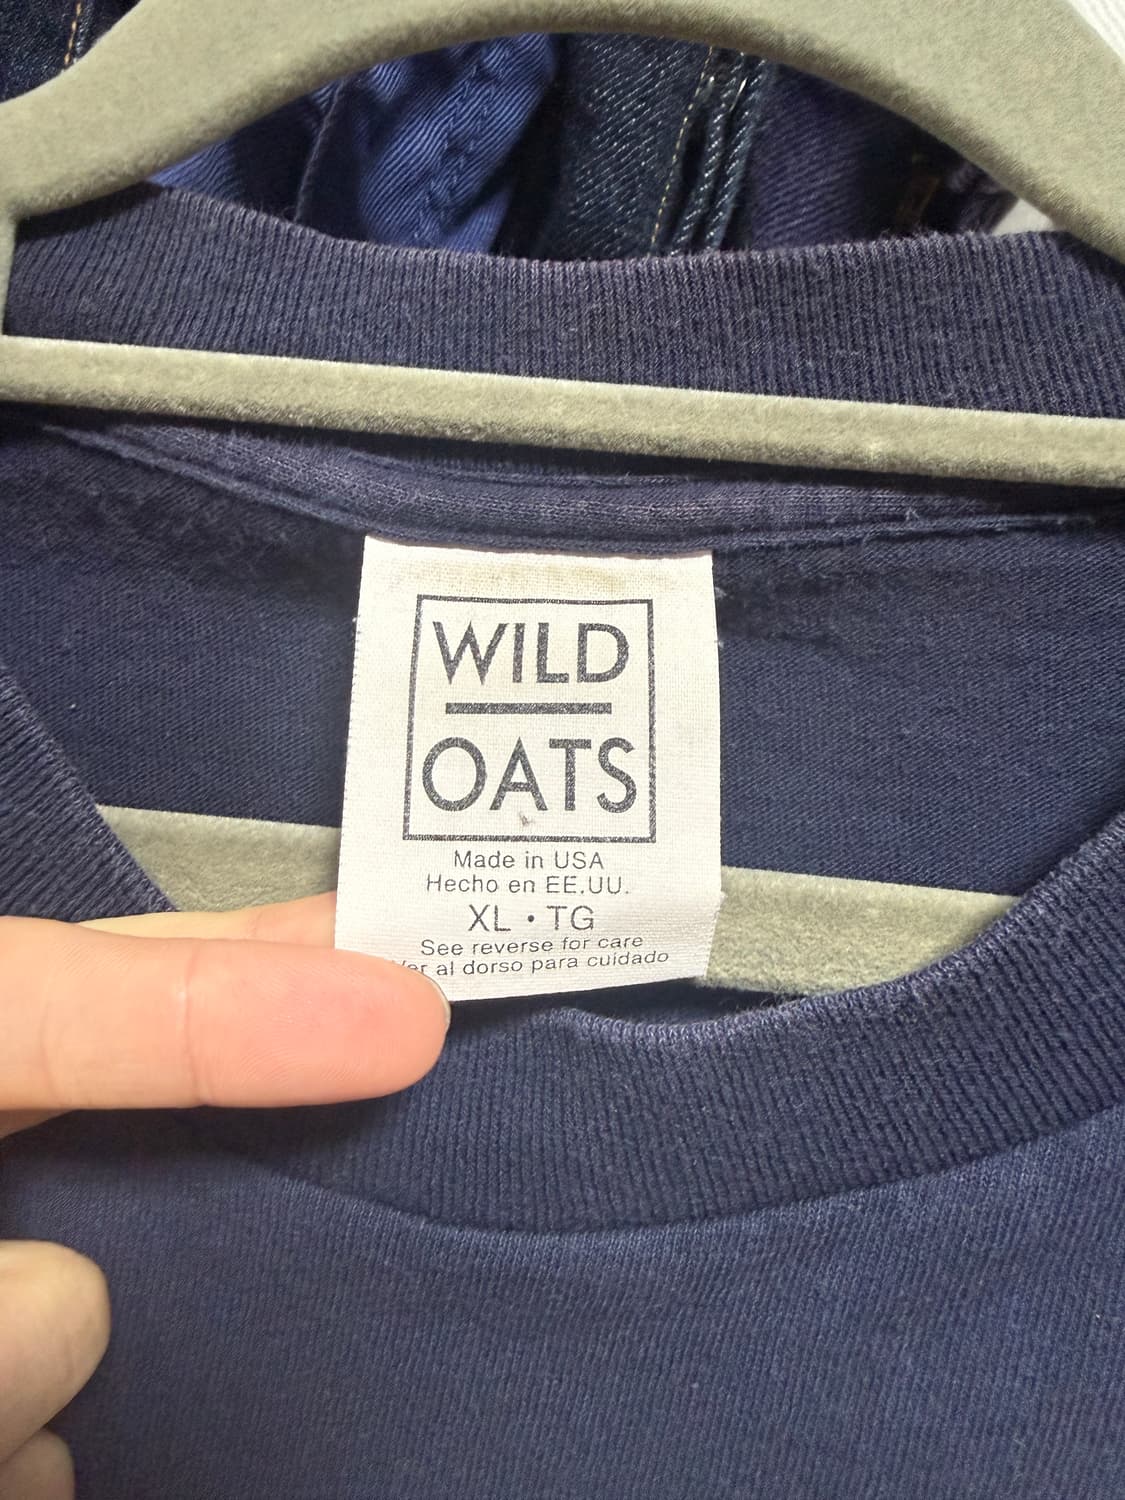 WILD
OATS
Made in USA
Hecho en EE.UU.
XL • TG
See reverse for care
Ver al dorso para cuidado